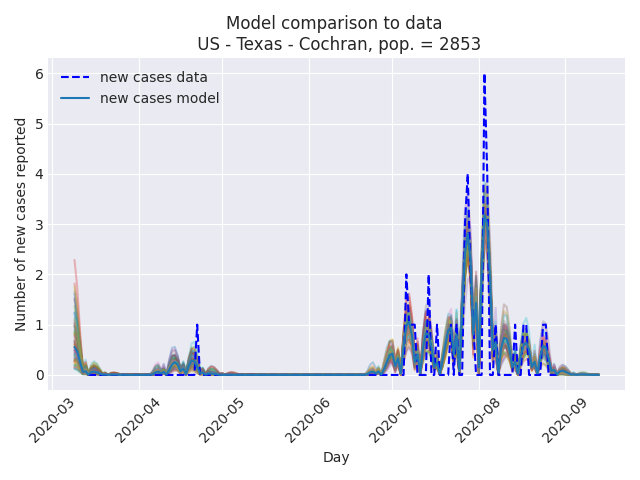 Model comparison to data
US - Texas - Cochran, pop. = 2853
new cases data
new cases model
Number of new cases reported
6
5
4
3
2
1
0
2020-03
2020-04
2020-05
2020-06
2020-07
2020-08
2020-09
Day